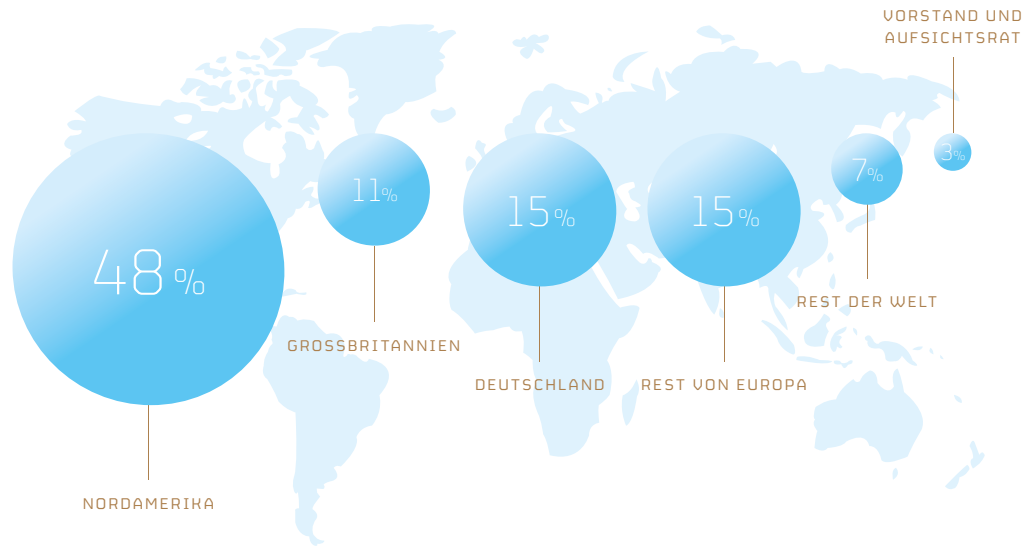 VORSTAND UND
AUFSICHTSRAT
3%
7%
11%
15%
15%
48%
REST DER WELT
GROSSBRITANNIEN
DEUTSCHLAND
REST VON EUROPA
NORDAMERIKA